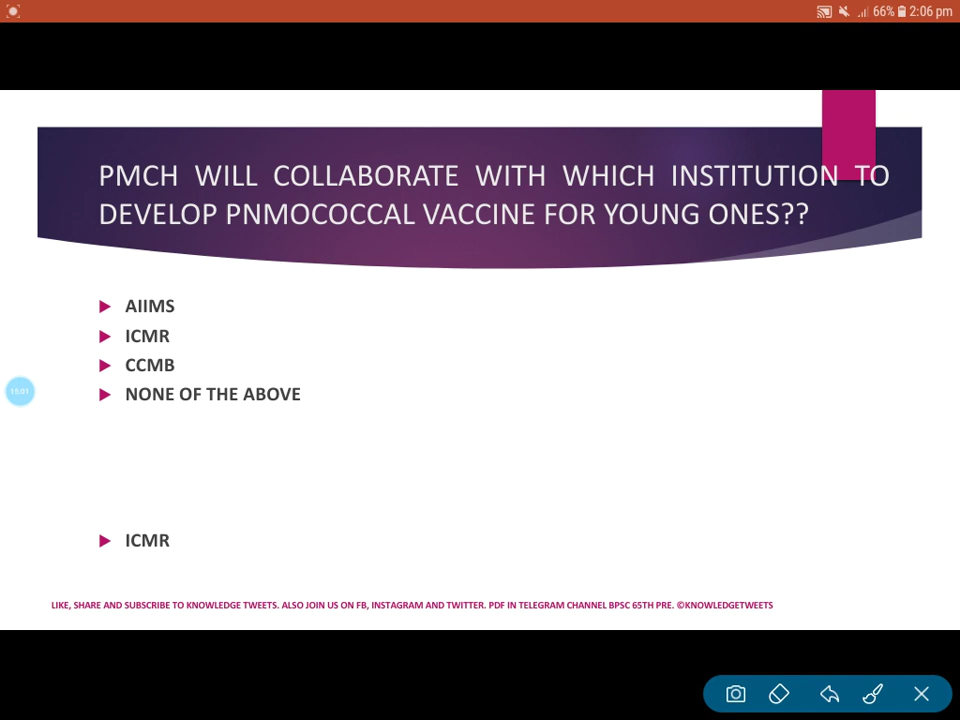 66% 2:06 pm
PMCH WILL COLLABORATE WITH WHICH INSTITUTION TO
DEVELOP PNMOCOCCAL VACCINE FOR YOUNG ONES??
AIIMS
ICMR
CCMB
15:01
NONE OF THE ABOVE
ICMR
LIKE, SHARE AND SUBSCRIBE TO KNOWLEDGE TWEETS. ALSO JOIN US ON FB, INSTAGRAM AND TWITTER. PDF IN TELEGRAM CHANNEL BPSC 65TH PRE. ©KNOWLEDGETWEETS